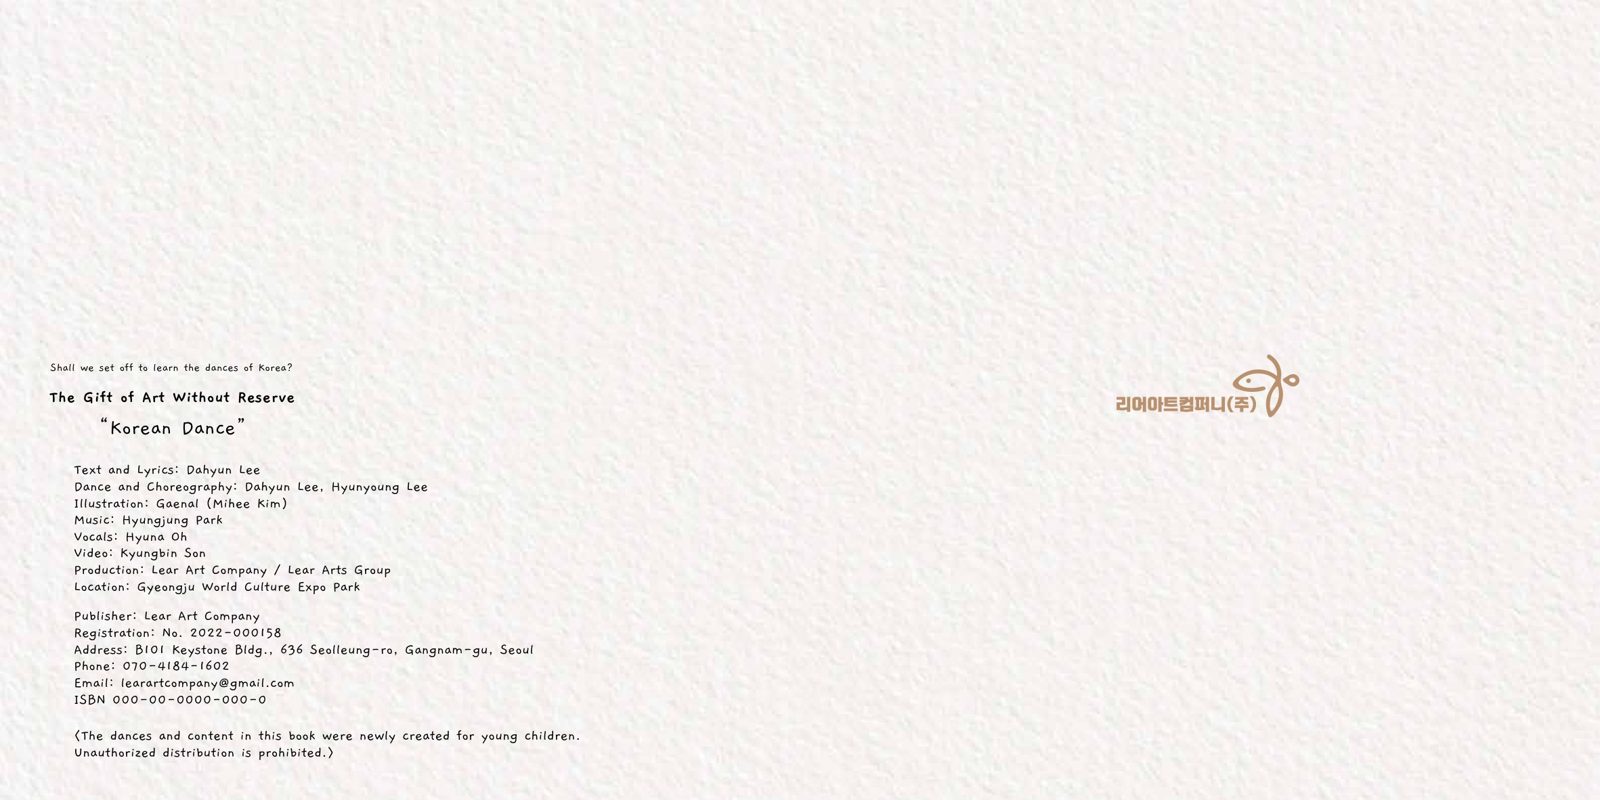 Shall we set off to learn the dances of Korea?
The Gift of Art Without Reserve
“Korean Dance”
Text and Lyrics: Dahyun Lee
Dance and Choreography: Dahyun Lee, Hyunyoung Lee
Illustration: Gaenal (Mihee Kim)
Music: Hyungjung Park
Vocals: Hyuna Oh
Video: Kyungbin Son
Production: Lear Art Company / Lear Arts Group
Location: Gyeongju World Culture Expo Park
Publisher: Lear Art Company
Registration: No. 2022-000158
Address: B101 Keystone Bldg., 636 Seolleung-ro, Gangnam-gu, Seoul
Phone: 070-4184-1602
Email: learartcompany@gmail.com
ISBN 000-00-0000-000-0
〈The dances and content in this book were newly created for young children.
Unauthorized distribution is prohibited.〉
리어아트컴퍼니(주)